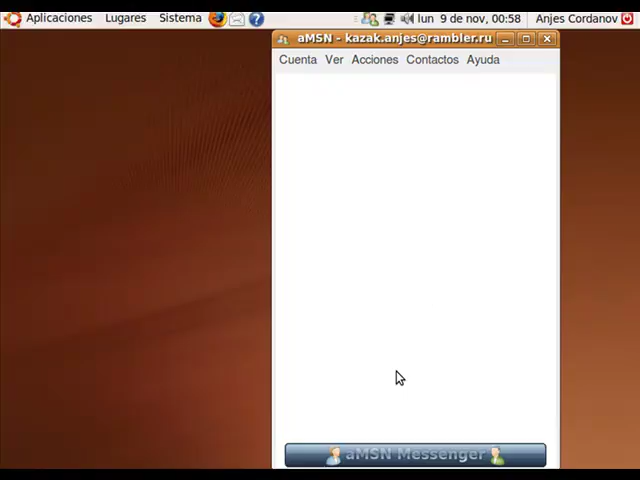 Aplicaciones Lugares Sistema lun 9 de nov, 00:58 Anjes Cordanov
aMSN - kazak.anjes@rambler.ru
Cuenta Ver Acciones Contactos Ayuda
aMSN Messenger